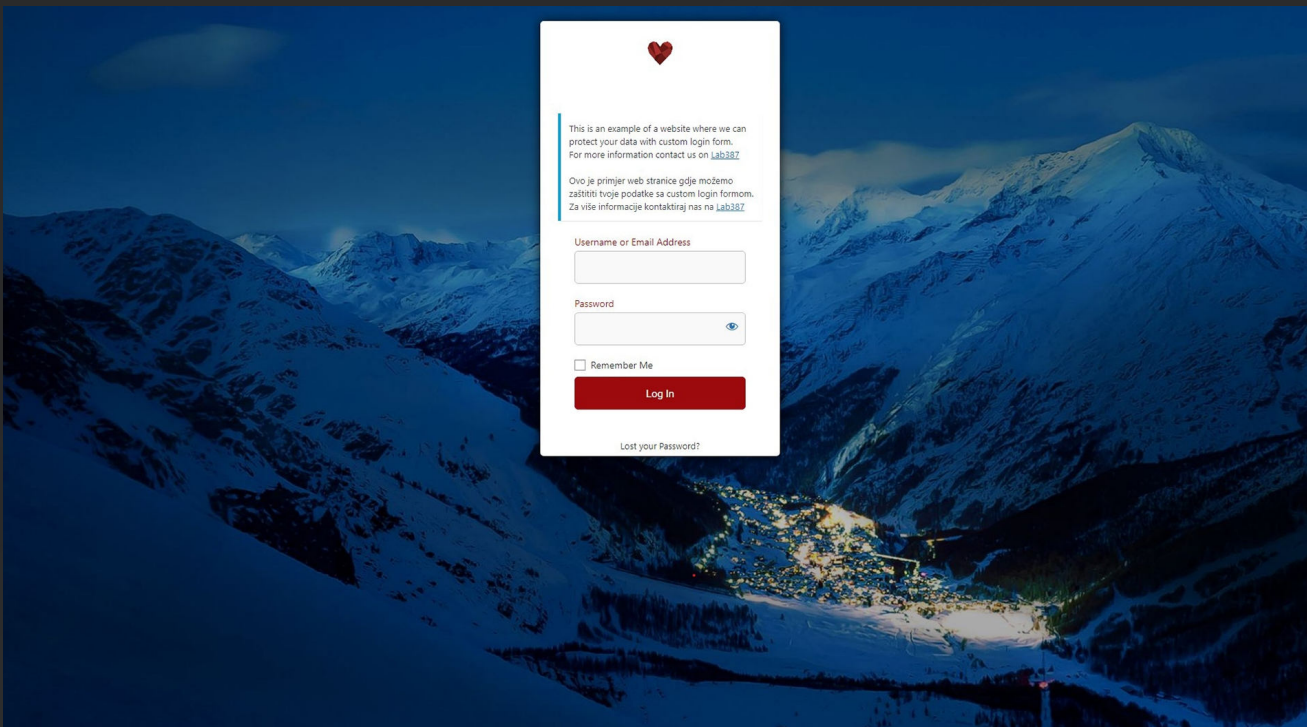 This is an example of a website where we can
protect your data with custom login form.
For more information contact us on Lab387
Ovo je primjer web stranice gdje možemo
zaštititi tvoje podatke sa custom login formom.
Za više informacije kontaktiraj nas na Lab387
Username or Email Address
Password
Remember Me
Log In
Lost your Password?